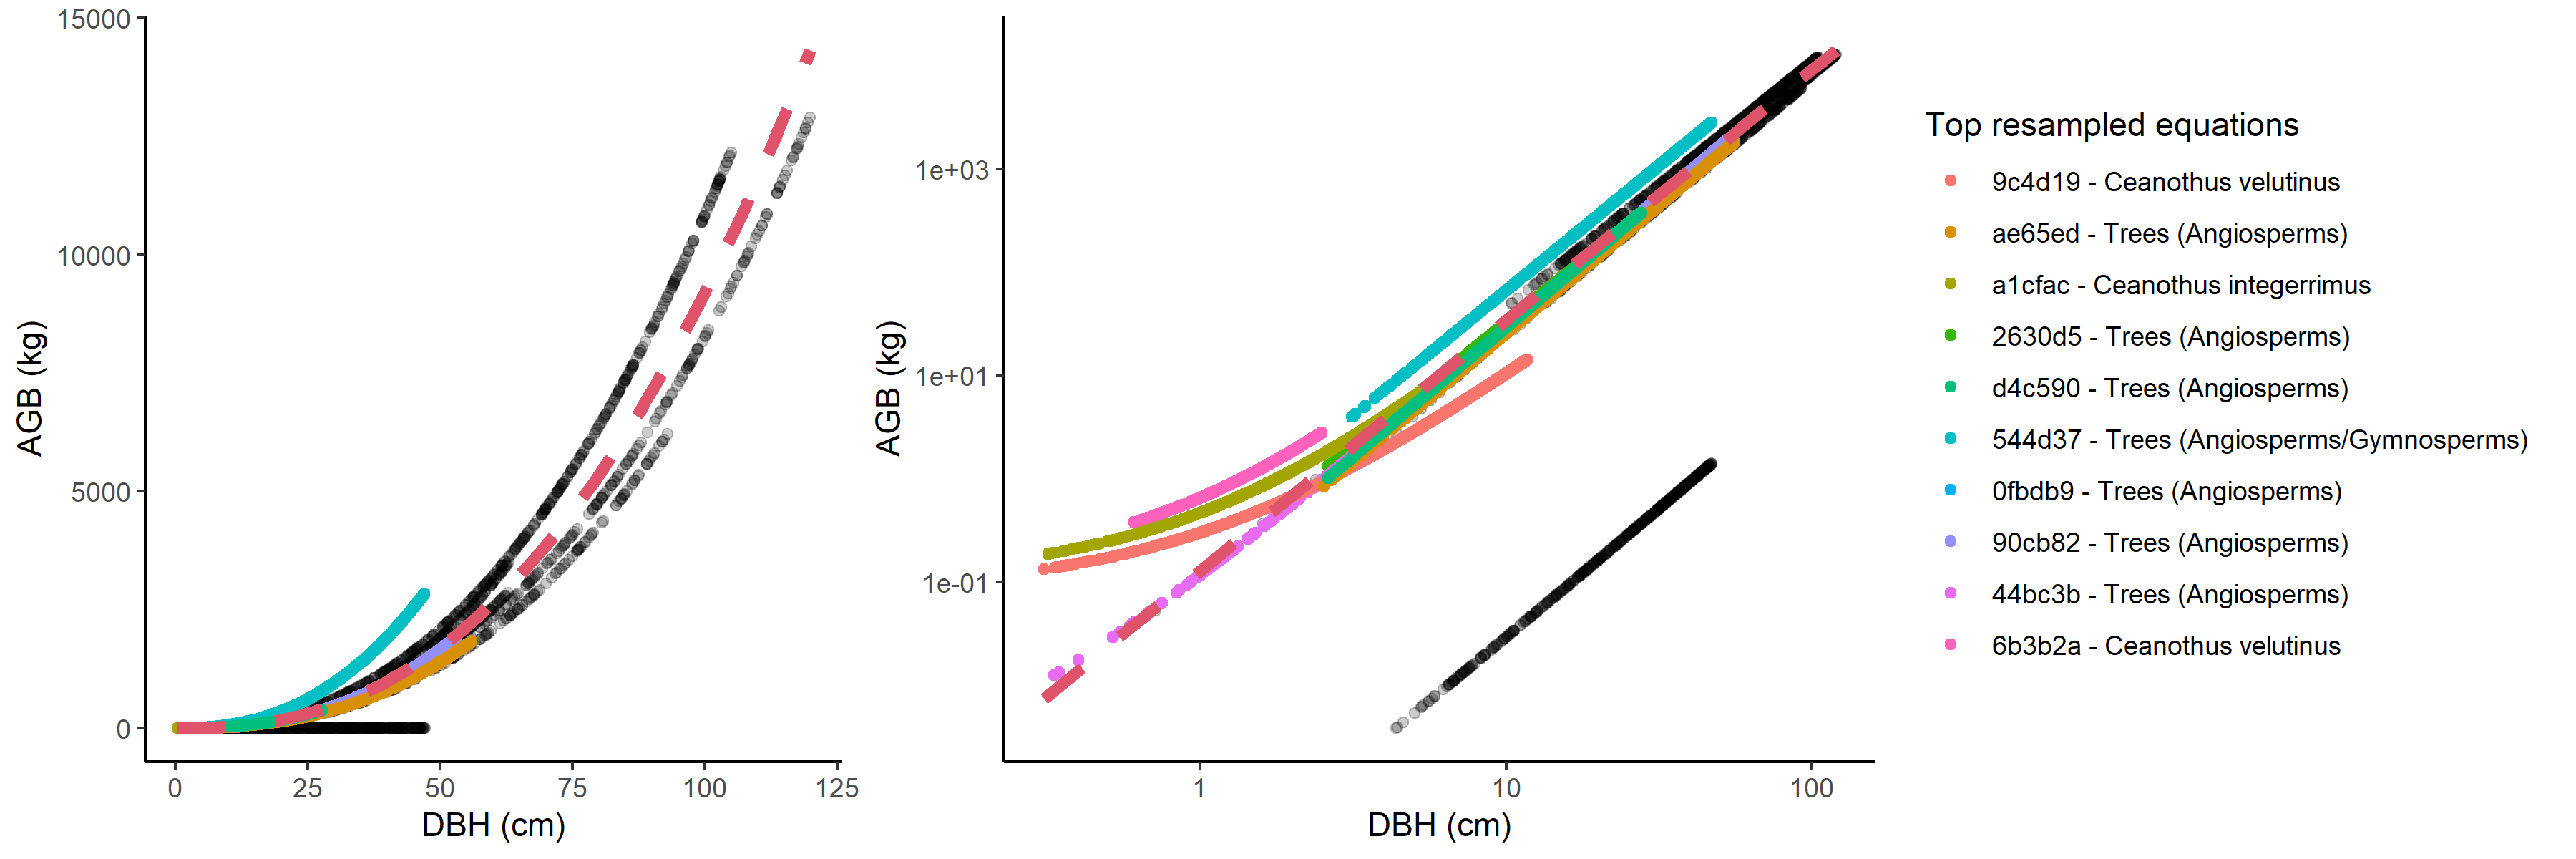 15000
10000
5000
0
AGB (kg)
0 25 50 75 100 125
DBH (cm)
1e+03
1e+01
1e-01
AGB (kg)
1 10 100
DBH (cm)
Top resampled equations
9c4d19 - Ceanothus velutinus
ae65ed - Trees (Angiosperms)
a1cfac - Ceanothus integerrimus
2630d5 - Trees (Angiosperms)
d4c590 - Trees (Angiosperms)
544d37 - Trees (Angiosperms/Gymnosperms)
0fbdb9 - Trees (Angiosperms)
90cb82 - Trees (Angiosperms)
44bc3b - Trees (Angiosperms)
6b3b2a - Ceanothus velutinus